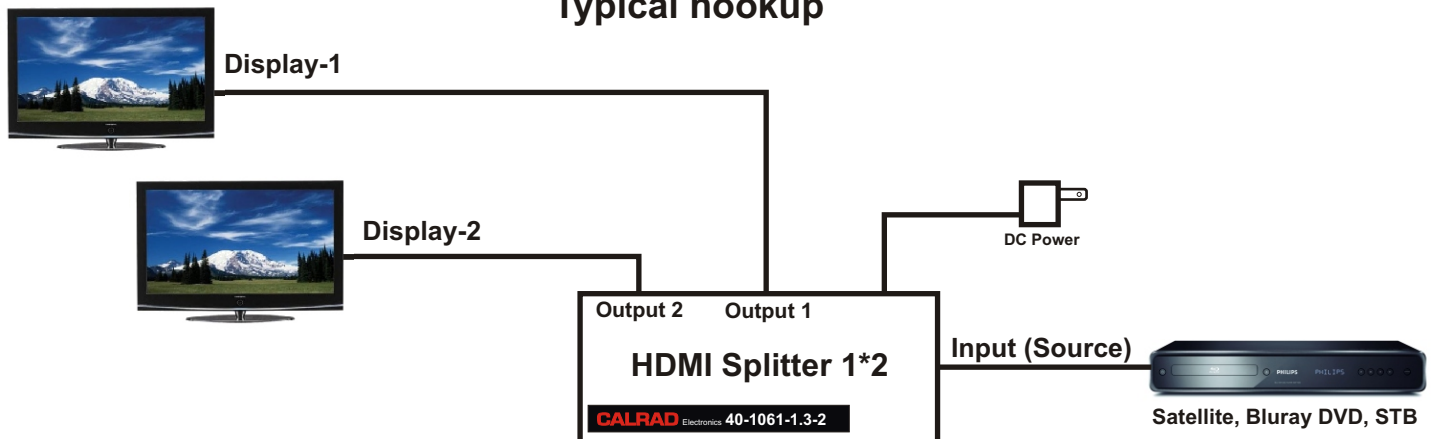 Typical hookup
Display-1
Display-2
DC Power
Output 2 Output 1
HDMI Splitter 1*2
Input (Source)
PHILIPS PHILIPS
CALRAD Electronics 40-1061-1.3-2
Satellite, Bluray DVD, STB